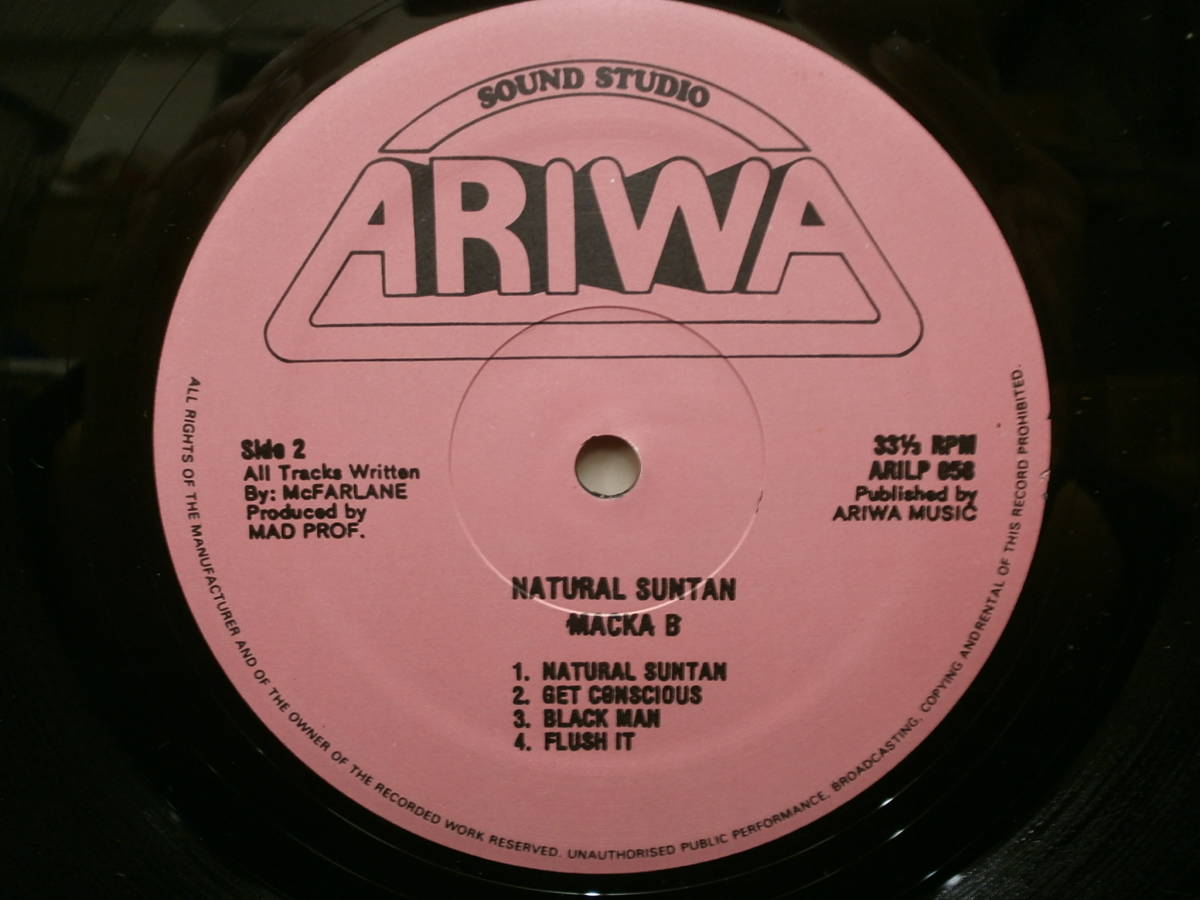 SOUND STUDIO
ARIWA
Side 2
All Tracks Written
By: McFARLANE
Produced by
MAD PROF.
33⅓ RPM
ARILP 058
Published by
ARIWA MUSIC
NATURAL SUNTAN
MACKA B
1. NATURAL SUNTAN
2. GET CONSCIOUS
3. BLACK MAN
4. FLUSH IT
ALL RIGHTS OF THE MANUFACTURER AND OF THE OWNER OF THE RECORDED WORK RESERVED. UNAUTHORISED PUBLIC PERFORMANCE, BROADCASTING, COPYING AND RENTAL OF THIS RECORD PROHIBITED.